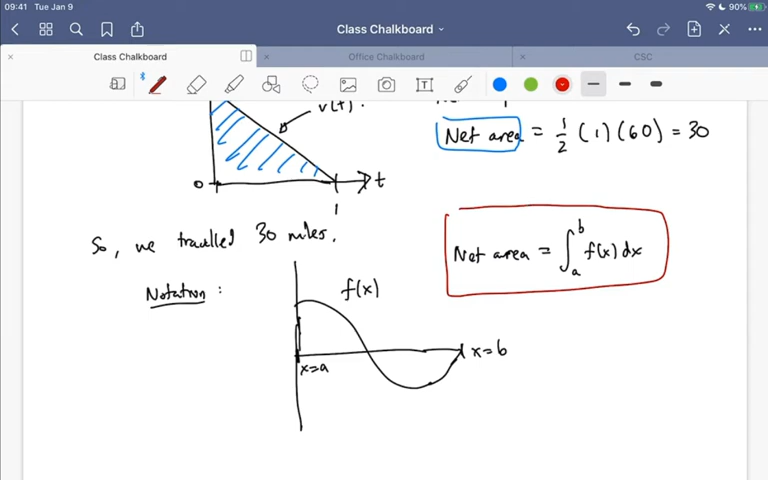 09:41 Tue Jan 9
90%
Class Chalkboard
Class Chalkboard
Office Chalkboard
CSC
T
v(t).
Net area = 1/2 (1)(60) = 30
0
t
1
So, we travelled 30 miles.
Net area = ∫_a^b f(x) dx
Notation :
f(x)
x=a
x=b